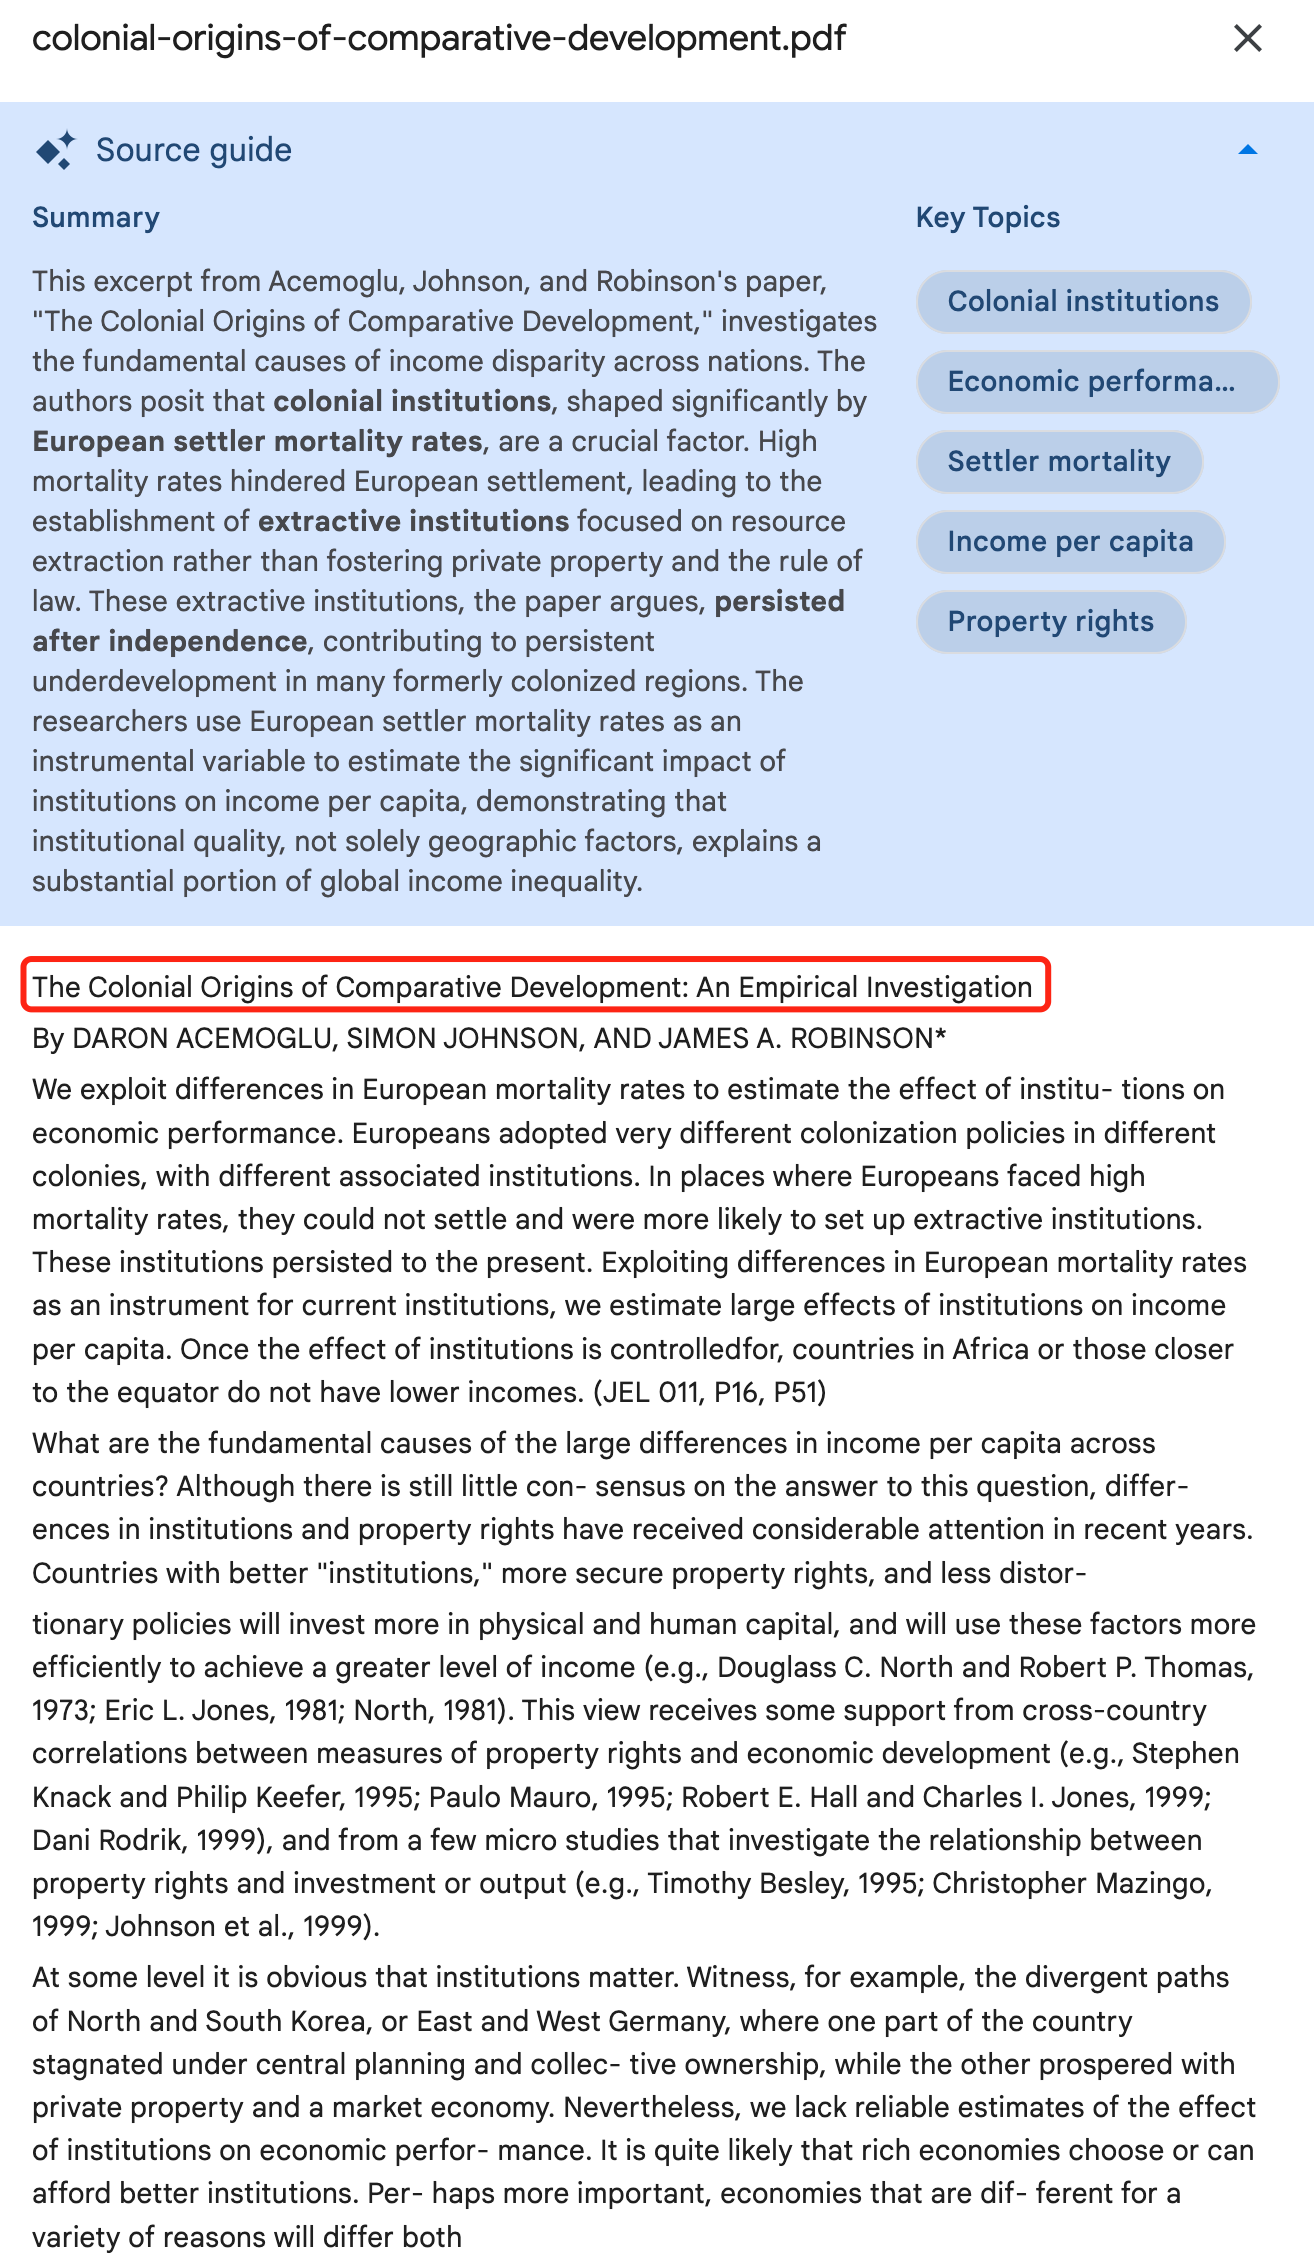 colonial-origins-of-comparative-development.pdf
Source guide
Summary
This excerpt from Acemoglu, Johnson, and Robinson's paper,
"The Colonial Origins of Comparative Development," investigates
the fundamental causes of income disparity across nations. The
authors posit that colonial institutions, shaped significantly by
European settler mortality rates, are a crucial factor. High
mortality rates hindered European settlement, leading to the
establishment of extractive institutions focused on resource
extraction rather than fostering private property and the rule of
law. These extractive institutions, the paper argues, persisted
after independence, contributing to persistent
underdevelopment in many formerly colonized regions. The
researchers use European settler mortality rates as an
instrumental variable to estimate the significant impact of
institutions on income per capita, demonstrating that
institutional quality, not solely geographic factors, explains a
substantial portion of global income inequality.
Key Topics
Colonial institutions
Economic performa...
Settler mortality
Income per capita
Property rights
The Colonial Origins of Comparative Development: An Empirical Investigation
By DARON ACEMOGLU, SIMON JOHNSON, AND JAMES A. ROBINSON*
We exploit differences in European mortality rates to estimate the effect of institu- tions on
economic performance. Europeans adopted very different colonization policies in different
colonies, with different associated institutions. In places where Europeans faced high
mortality rates, they could not settle and were more likely to set up extractive institutions.
These institutions persisted to the present. Exploiting differences in European mortality rates
as an instrument for current institutions, we estimate large effects of institutions on income
per capita. Once the effect of institutions is controlledfor, countries in Africa or those closer
to the equator do not have lower incomes. (JEL 011, P16, P51)
What are the fundamental causes of the large differences in income per capita across
countries? Although there is still little con- sensus on the answer to this question, differ-
ences in institutions and property rights have received considerable attention in recent years.
Countries with better "institutions," more secure property rights, and less distor-
tionary policies will invest more in physical and human capital, and will use these factors more
efficiently to achieve a greater level of income (e.g., Douglass C. North and Robert P. Thomas,
1973; Eric L. Jones, 1981; North, 1981). This view receives some support from cross-country
correlations between measures of property rights and economic development (e.g., Stephen
Knack and Philip Keefer, 1995; Paulo Mauro, 1995; Robert E. Hall and Charles I. Jones, 1999;
Dani Rodrik, 1999), and from a few micro studies that investigate the relationship between
property rights and investment or output (e.g., Timothy Besley, 1995; Christopher Mazingo,
1999; Johnson et al., 1999).
At some level it is obvious that institutions matter. Witness, for example, the divergent paths
of North and South Korea, or East and West Germany, where one part of the country
stagnated under central planning and collec- tive ownership, while the other prospered with
private property and a market economy. Nevertheless, we lack reliable estimates of the effect
of institutions on economic perfor- mance. It is quite likely that rich economies choose or can
afford better institutions. Per- haps more important, economies that are dif- ferent for a
variety of reasons will differ both